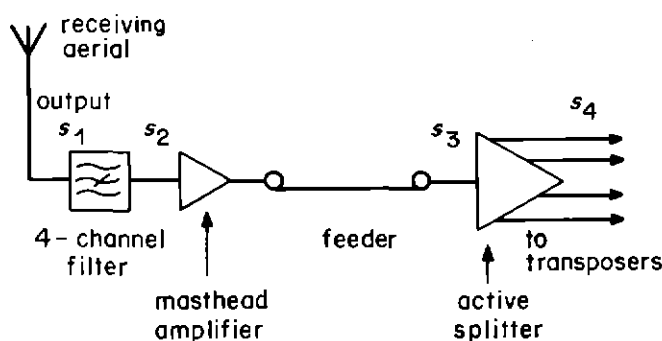 receiving
aerial
output
s1
s2
s3
s4
4-channel
filter
feeder
to
transposers
masthead
amplifier
active
splitter